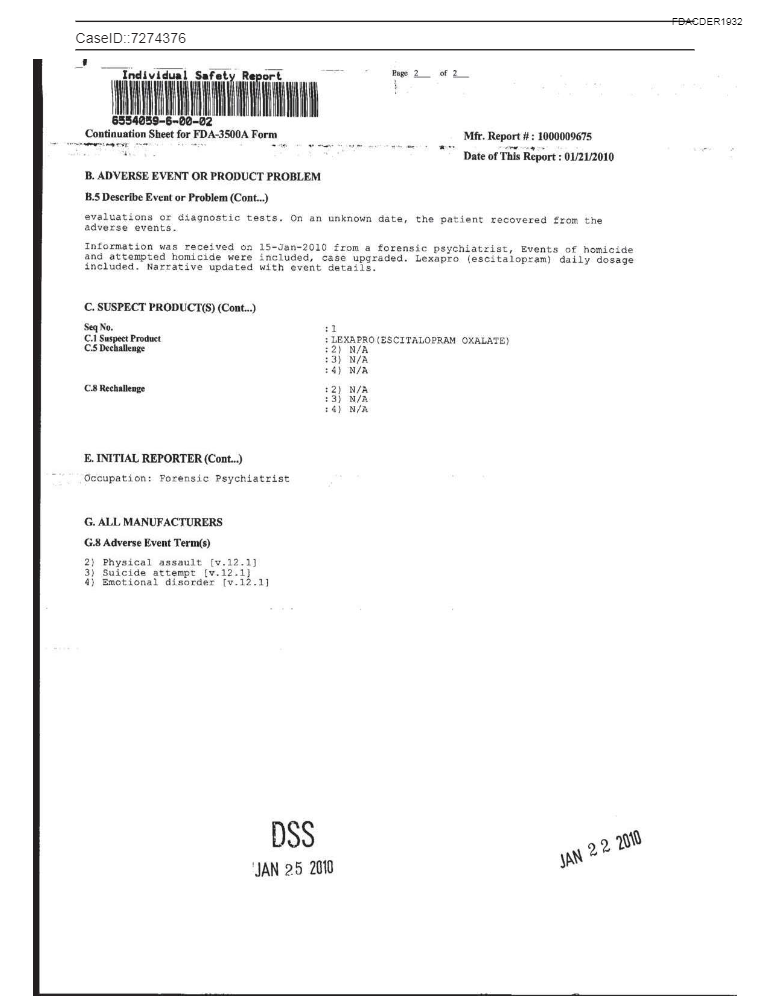 FDACDER1932
CaseID::7274376
Individual Safety Report
Page 2 of 2
6554059-6-00-02
Continuation Sheet for FDA-3500A Form
Mfr. Report # : 1000009675
Date of This Report : 01/21/2010
B. ADVERSE EVENT OR PRODUCT PROBLEM
B.5 Describe Event or Problem (Cont...)
evaluations or diagnostic tests. On an unknown date, the patient recovered from the
adverse events.
Information was received on 15-Jan-2010 from a forensic psychiatrist, Events of homicide
and attempted homicide were included, case upgraded. Lexapro (escitalopram) daily dosage
included. Narrative updated with event details.
C. SUSPECT PRODUCT(S) (Cont...)
Seq No. :1
C.1 Suspect Product :LEXAPRO(ESCITALOPRAM OXALATE)
C.5 Dechallenge :2) N/A
:3) N/A
:4) N/A
C.8 Rechallenge :2) N/A
:3) N/A
:4) N/A
E. INITIAL REPORTER (Cont...)
Occupation: Forensic Psychiatrist
G. ALL MANUFACTURERS
G.8 Adverse Event Term(s)
2) Physical assault [v.12.1]
3) Suicide attempt [v.12.1]
4) Emotional disorder [v.12.1]
DSS
JAN 25 2010
JAN 22 2010